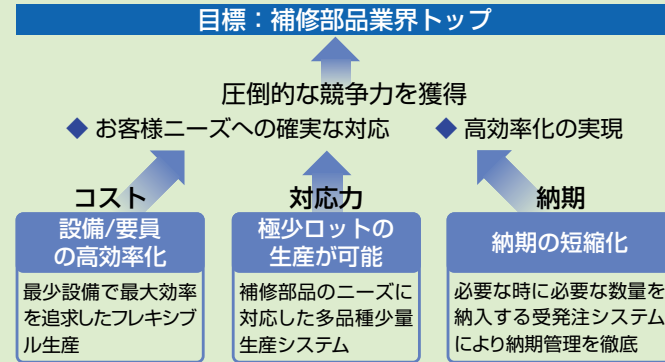 目標：補修部品業界トップ
圧倒的な競争力を獲得
◆ お客様ニーズへの確実な対応 ◆ 高効率化の実現
コスト
設備/要員
の高効率化
最少設備で最大効率
を追求したフレキシブ
ル生産
対応力
極少ロットの
生産が可能
補修部品のニーズに
対応した多品種少量
生産システム
納期
納期の短縮化
必要な時に必要な数量を
納入する受発注システム
により納期管理を徹底